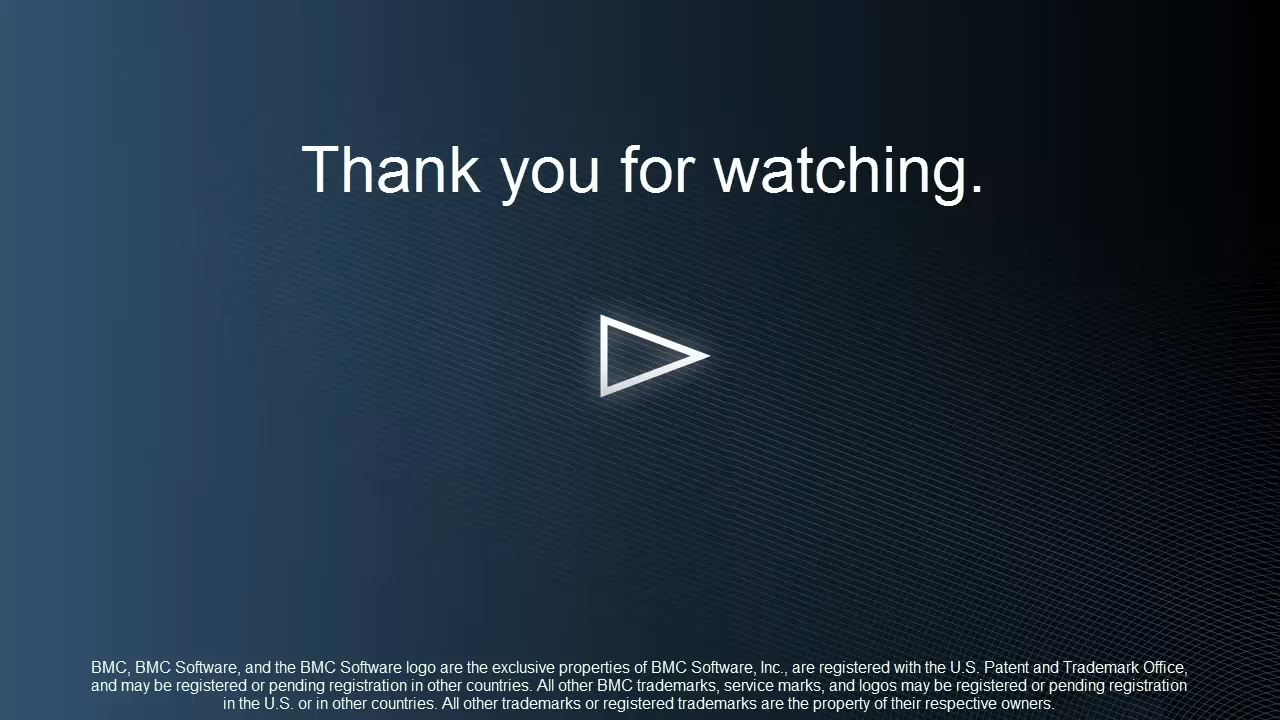 Thank you for watching.
BMC, BMC Software, and the BMC Software logo are the exclusive properties of BMC Software, Inc., are registered with the U.S. Patent and Trademark Office,
and may be registered or pending registration in other countries. All other BMC trademarks, service marks, and logos may be registered or pending registration
in the U.S. or in other countries. All other trademarks or registered trademarks are the property of their respective owners.